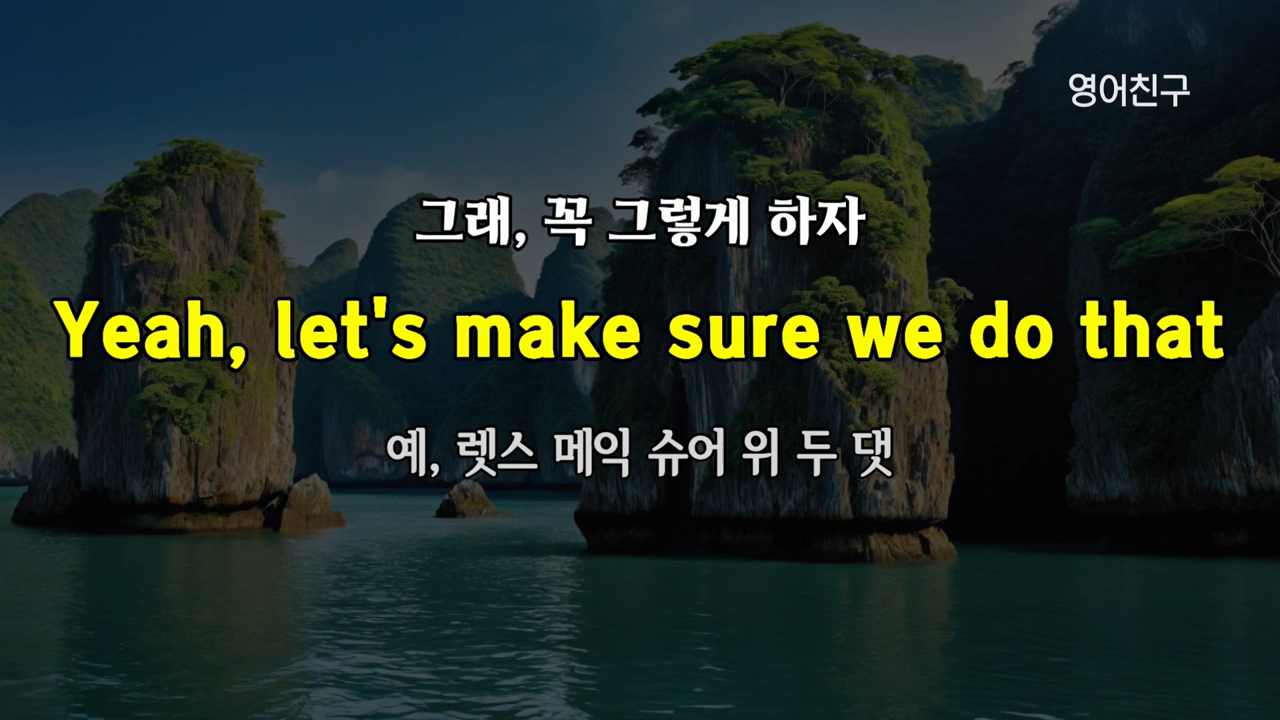 영어친구
그래, 꼭 그렇게 하자
Yeah, let's make sure we do that
예, 렛스 메익 슈어 위 두 댓